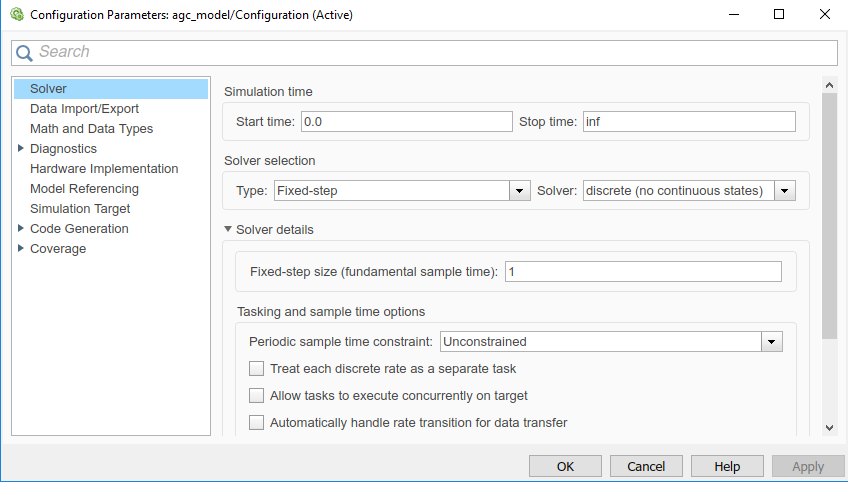 Configuration Parameters: agc_model/Configuration (Active)
Search
Solver
Data Import/Export
Math and Data Types
Diagnostics
Hardware Implementation
Model Referencing
Simulation Target
Code Generation
Coverage
Simulation time
Start time: 0.0 Stop time: inf
Solver selection
Type: Fixed-step Solver: discrete (no continuous states)
Solver details
Fixed-step size (fundamental sample time): 1
Tasking and sample time options
Periodic sample time constraint: Unconstrained
Treat each discrete rate as a separate task
Allow tasks to execute concurrently on target
Automatically handle rate transition for data transfer
OK Cancel Help Apply